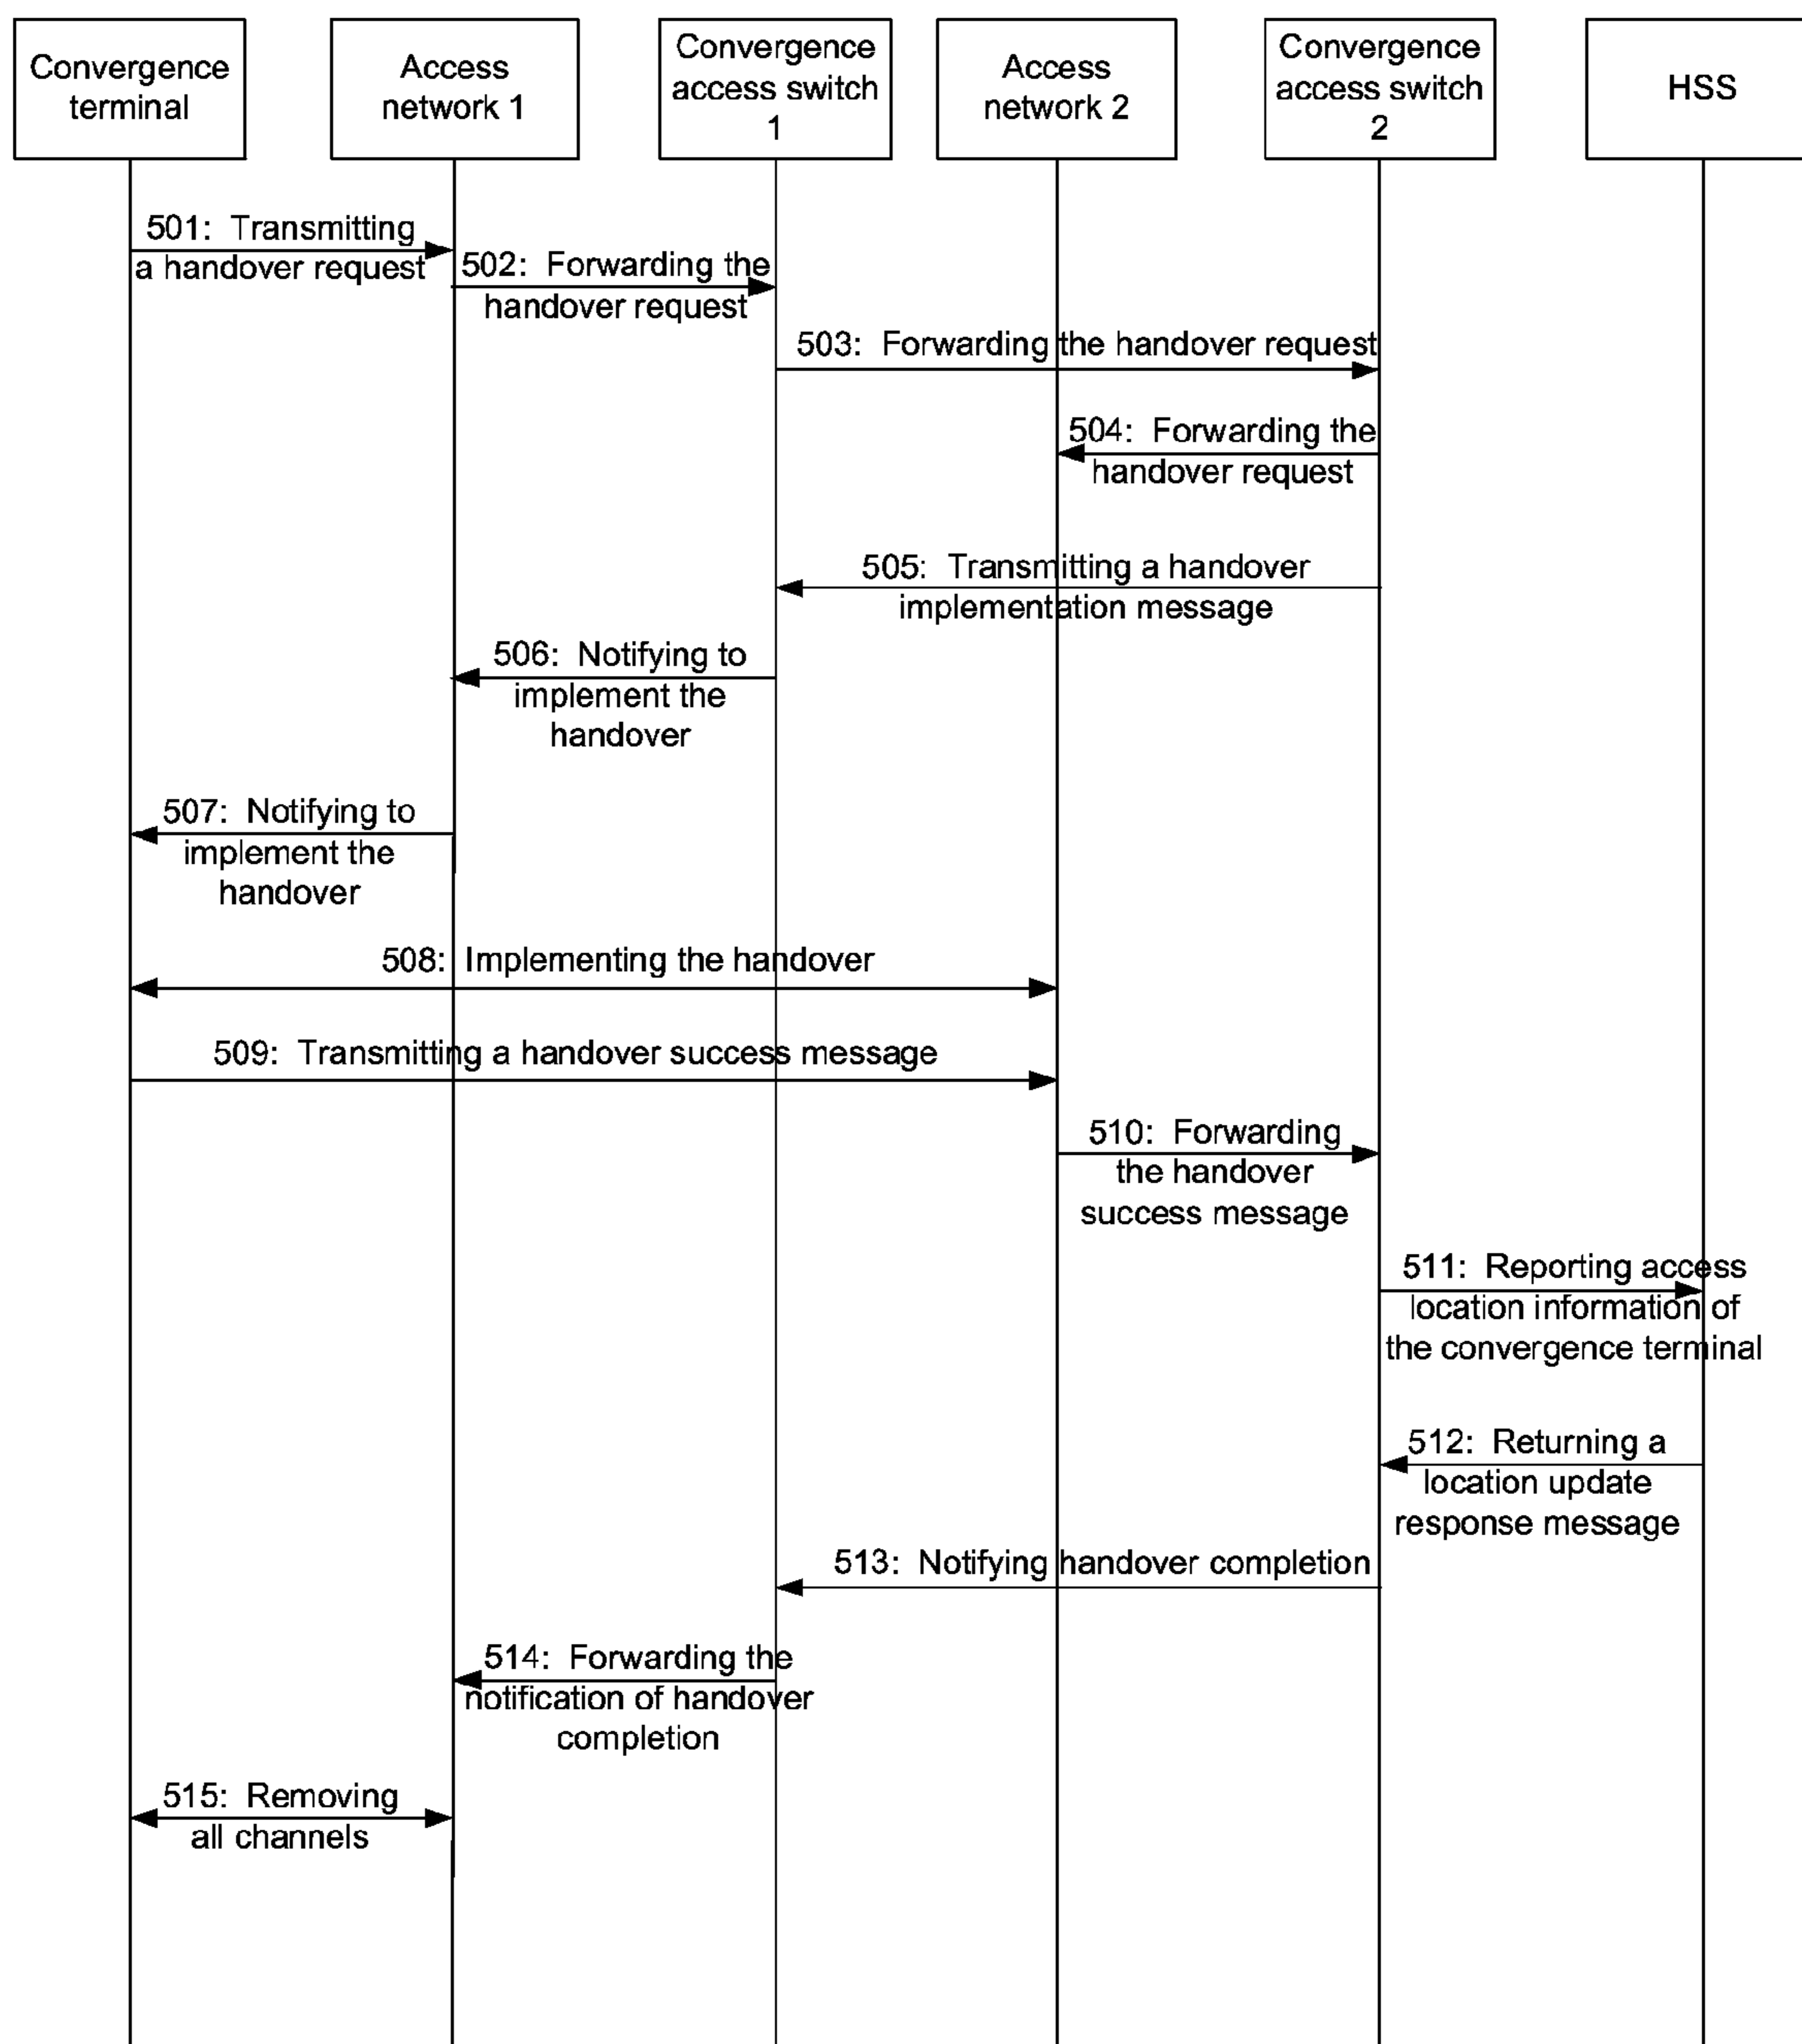 Convergence
terminal
Access
network 1
Convergence
access switch
1
Access
network 2
Convergence
access switch
2
HSS
501: Transmitting
a handover request
502: Forwarding the
handover request
503: Forwarding the handover request
504: Forwarding the
handover request
505: Transmitting a handover
implementation message
506: Notifying to
implement the
handover
507: Notifying to
implement the
handover
508: Implementing the handover
509: Transmitting a handover success message
510: Forwarding
the handover
success message
511: Reporting access
location information of
the convergence terminal
512: Returning a
location update
response message
513: Notifying handover completion
514: Forwarding the
notification of handover
completion
515: Removing
all channels